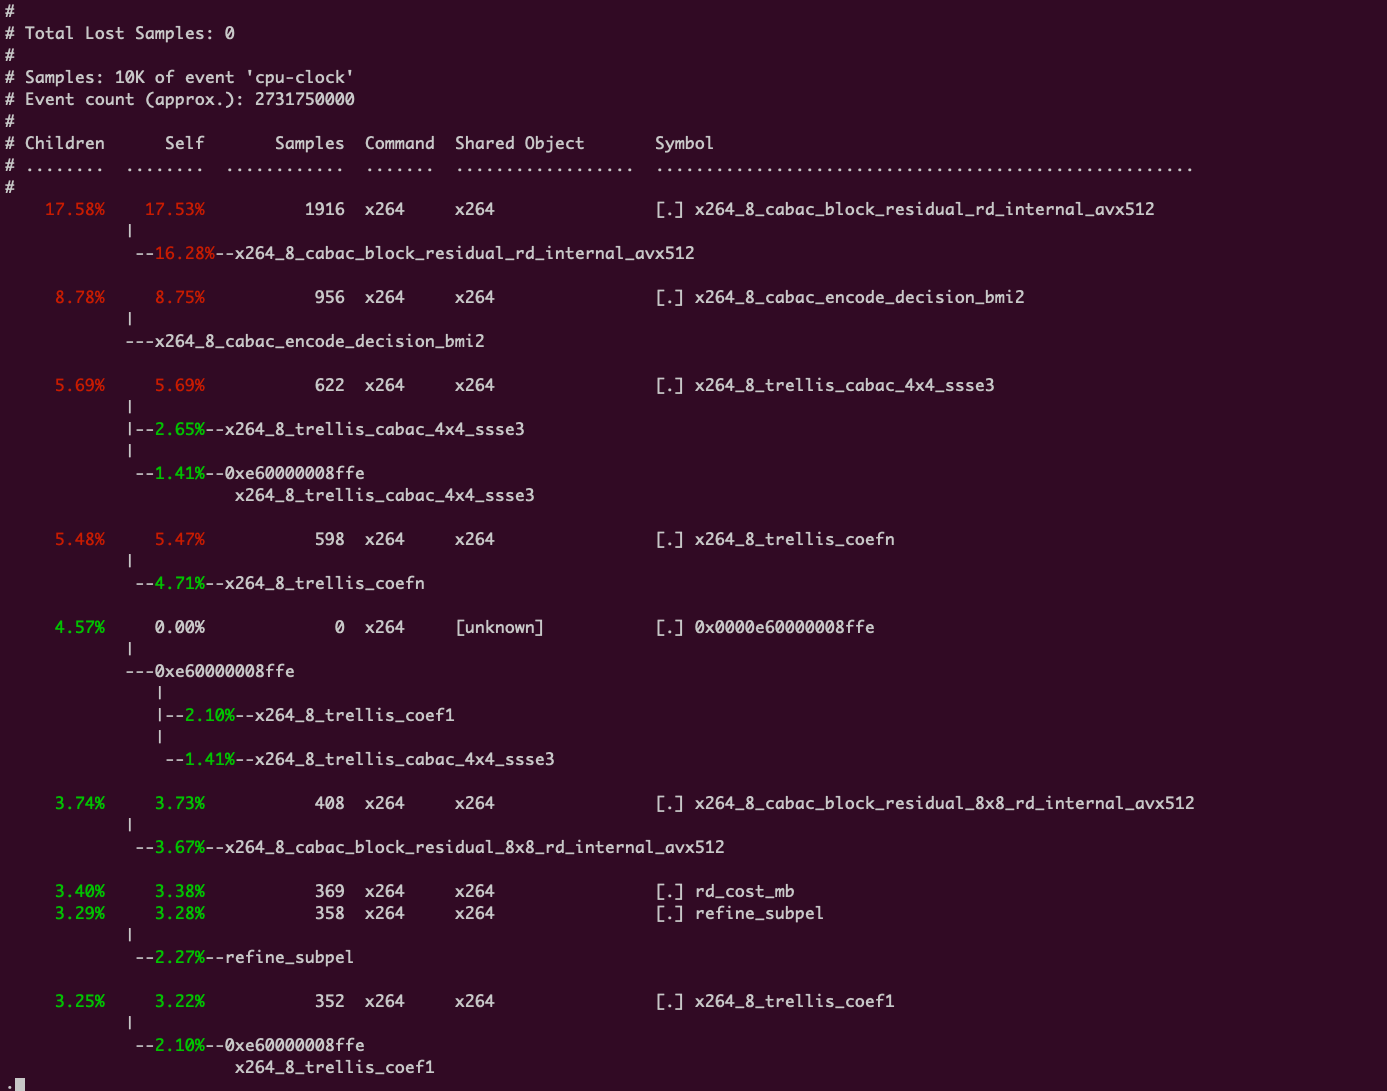 #
# Total Lost Samples: 0
#
# Samples: 10K of event 'cpu-clock'
# Event count (approx.): 2731750000
#
# Children      Self       Samples  Command  Shared Object       Symbol
# ........  ........  ............  .......  ..................  ......................................................
#
    17.58%    17.53%          1916  x264     x264                [.] x264_8_cabac_block_residual_rd_internal_avx512
            |
             --16.28%--x264_8_cabac_block_residual_rd_internal_avx512
     8.78%     8.75%           956  x264     x264                [.] x264_8_cabac_encode_decision_bmi2
            |
            ---x264_8_cabac_encode_decision_bmi2
     5.69%     5.69%           622  x264     x264                [.] x264_8_trellis_cabac_4x4_ssse3
            |
            |--2.65%--x264_8_trellis_cabac_4x4_ssse3
            |
             --1.41%--0xe60000008ffe
                       x264_8_trellis_cabac_4x4_ssse3
     5.48%     5.47%           598  x264     x264                [.] x264_8_trellis_coefn
            |
             --4.71%--x264_8_trellis_coefn
     4.57%     0.00%             0  x264     [unknown]           [.] 0x0000e60000008ffe
            |
            ---0xe60000008ffe
               |
               |--2.10%--x264_8_trellis_coef1
               |
                --1.41%--x264_8_trellis_cabac_4x4_ssse3
     3.74%     3.73%           408  x264     x264                [.] x264_8_cabac_block_residual_8x8_rd_internal_avx512
            |
             --3.67%--x264_8_cabac_block_residual_8x8_rd_internal_avx512
     3.40%     3.38%           369  x264     x264                [.] rd_cost_mb
     3.29%     3.28%           358  x264     x264                [.] refine_subpel
            |
             --2.27%--refine_subpel
     3.25%     3.22%           352  x264     x264                [.] x264_8_trellis_coef1
            |
             --2.10%--0xe60000008ffe
                       x264_8_trellis_coef1